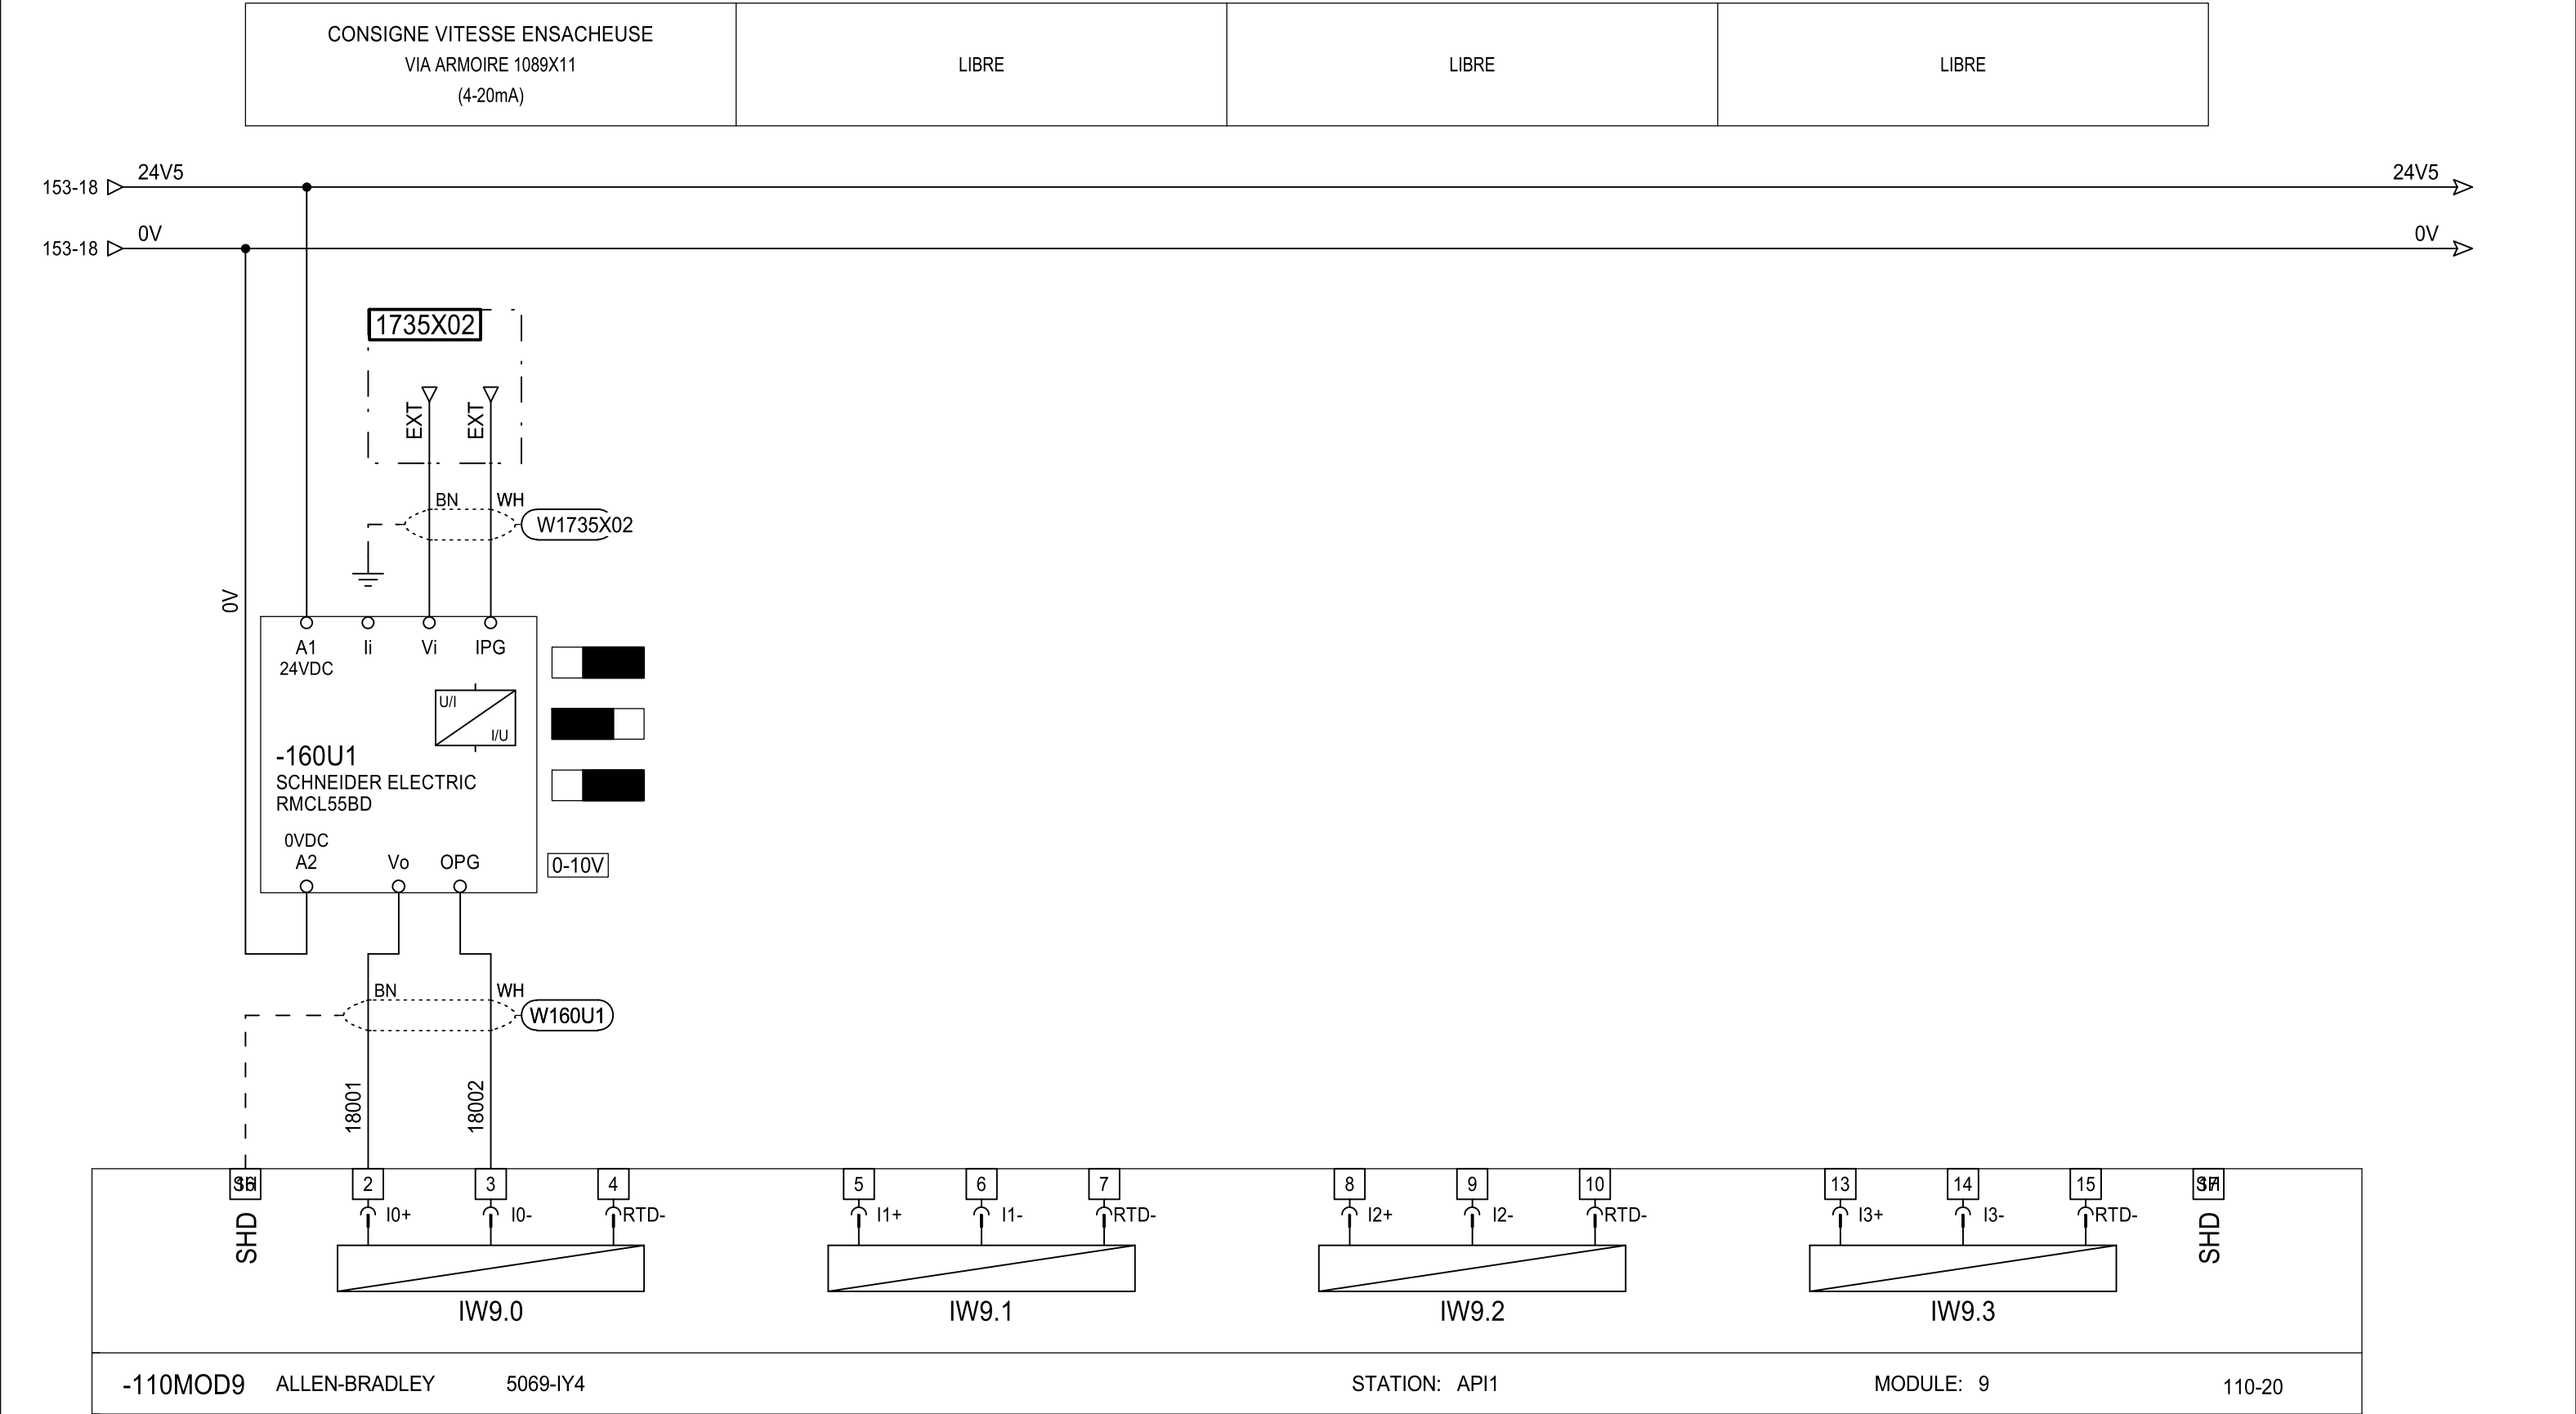 CONSIGNE VITESSE ENSACHEUSE
VIA ARMOIRE 1089X11
(4-20mA)
LIBRE
LIBRE
LIBRE
153-18
24V5
24V5
153-18
0V
0V
1735X02
EXT
EXT
BN
WH
W1735X02
0V
A1
24VDC
Ii
Vi
IPG
U/I
I/U
-160U1
SCHNEIDER ELECTRIC
RMCL55BD
0VDC
A2
Vo
OPG
0-10V
BN
WH
W160U1
18001
18002
2
3
4
5
6
7
8
9
10
13
14
15
SHD
I0+
I0-
RTD-
I1+
I1-
RTD-
I2+
I2-
RTD-
I3+
I3-
RTD-
SHD
IW9.0
IW9.1
IW9.2
IW9.3
-110MOD9
ALLEN-BRADLEY
5069-IY4
STATION: API1
MODULE: 9
110-20